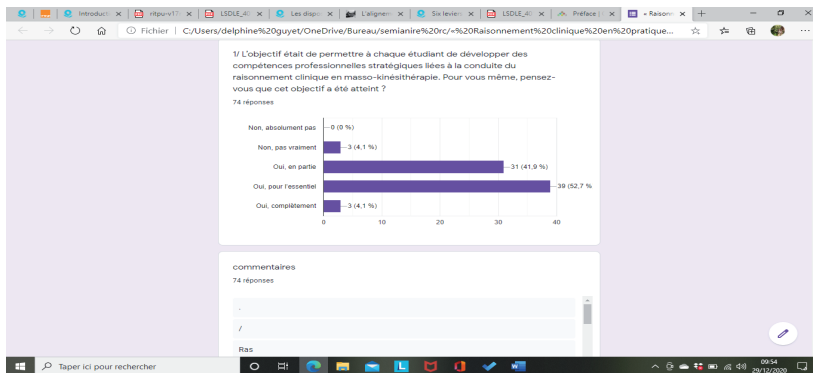 Introducti
ritpu-v17
LSDLE_40
Les dispo
L'alignem
Six levier
LSDLE_40
Préface |
« Raisonn
Fichier | C:/Users/delphine%20guyet/OneDrive/Bureau/semianire%20rc/«%20Raisonnement%20clinique%20en%20pratique...
1/ L'objectif était de permettre à chaque étudiant de développer des
compétences professionnelles stratégiques liées à la conduite du
raisonnement clinique en masso-kinésithérapie. Pour vous même, pensez-
vous que cet objectif a été atteint ?
74 réponses
Non, absolument pas 0 (0 %)
Non, pas vraiment 3 (4,1 %)
Oui, en partie 31 (41,9 %)
Oui, pour l'essentiel 39 (52,7 %
Oui, complètement 3 (4,1 %)
0 10 20 30 40
commentaires
74 réponses
.
/
Ras
Taper ici pour rechercher
09:54
29/12/2020